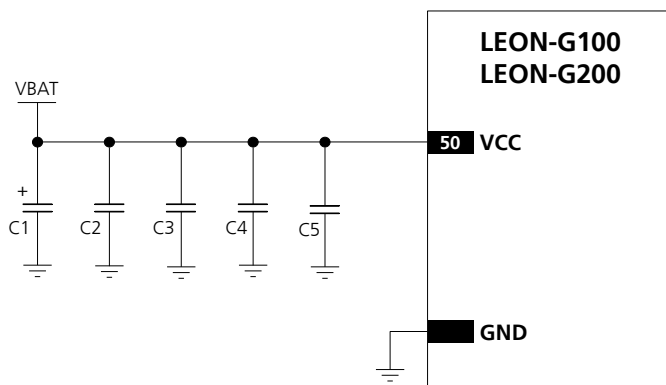 LEON-G100
LEON-G200
VBAT
50 VCC
+
C1 C2 C3 C4 C5
GND